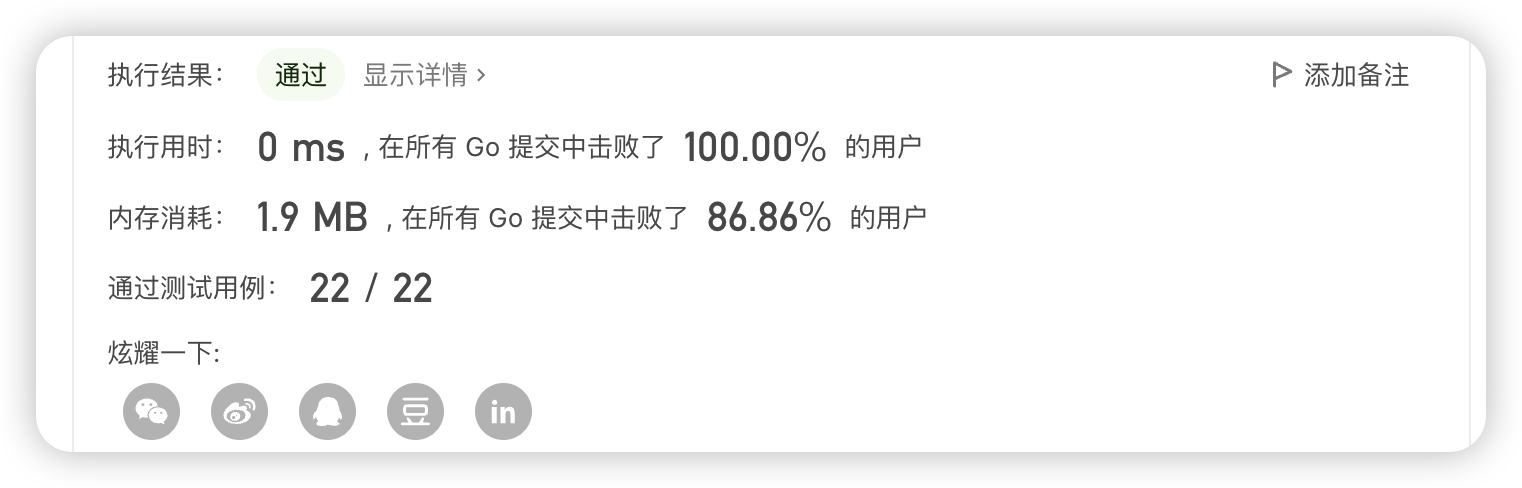 执行结果： 通过 显示详情 > 添加备注
执行用时： 0 ms , 在所有 Go 提交中击败了 100.00% 的用户
内存消耗： 1.9 MB , 在所有 Go 提交中击败了 86.86% 的用户
通过测试用例： 22 / 22
炫耀一下:
豆 in